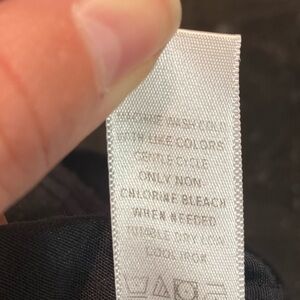 MACHINE WASH COLD
WITH LIKE COLORS
GENTLE CYCLE
ONLY NON-
CHLORINE BLEACH
WHEN NEEDED
TUMBLE DRY LOW
COOL IRON